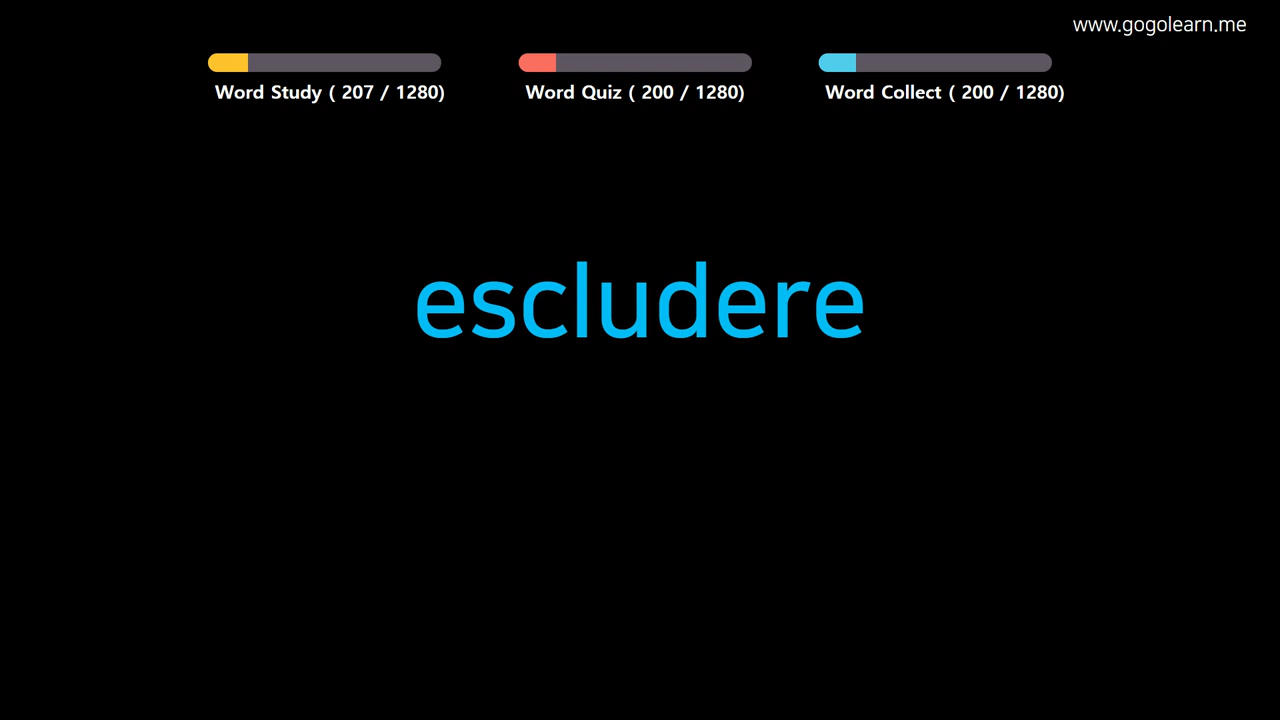 www.gogolearn.me
Word Study ( 207 / 1280)
Word Quiz ( 200 / 1280)
Word Collect ( 200 / 1280)
escludere